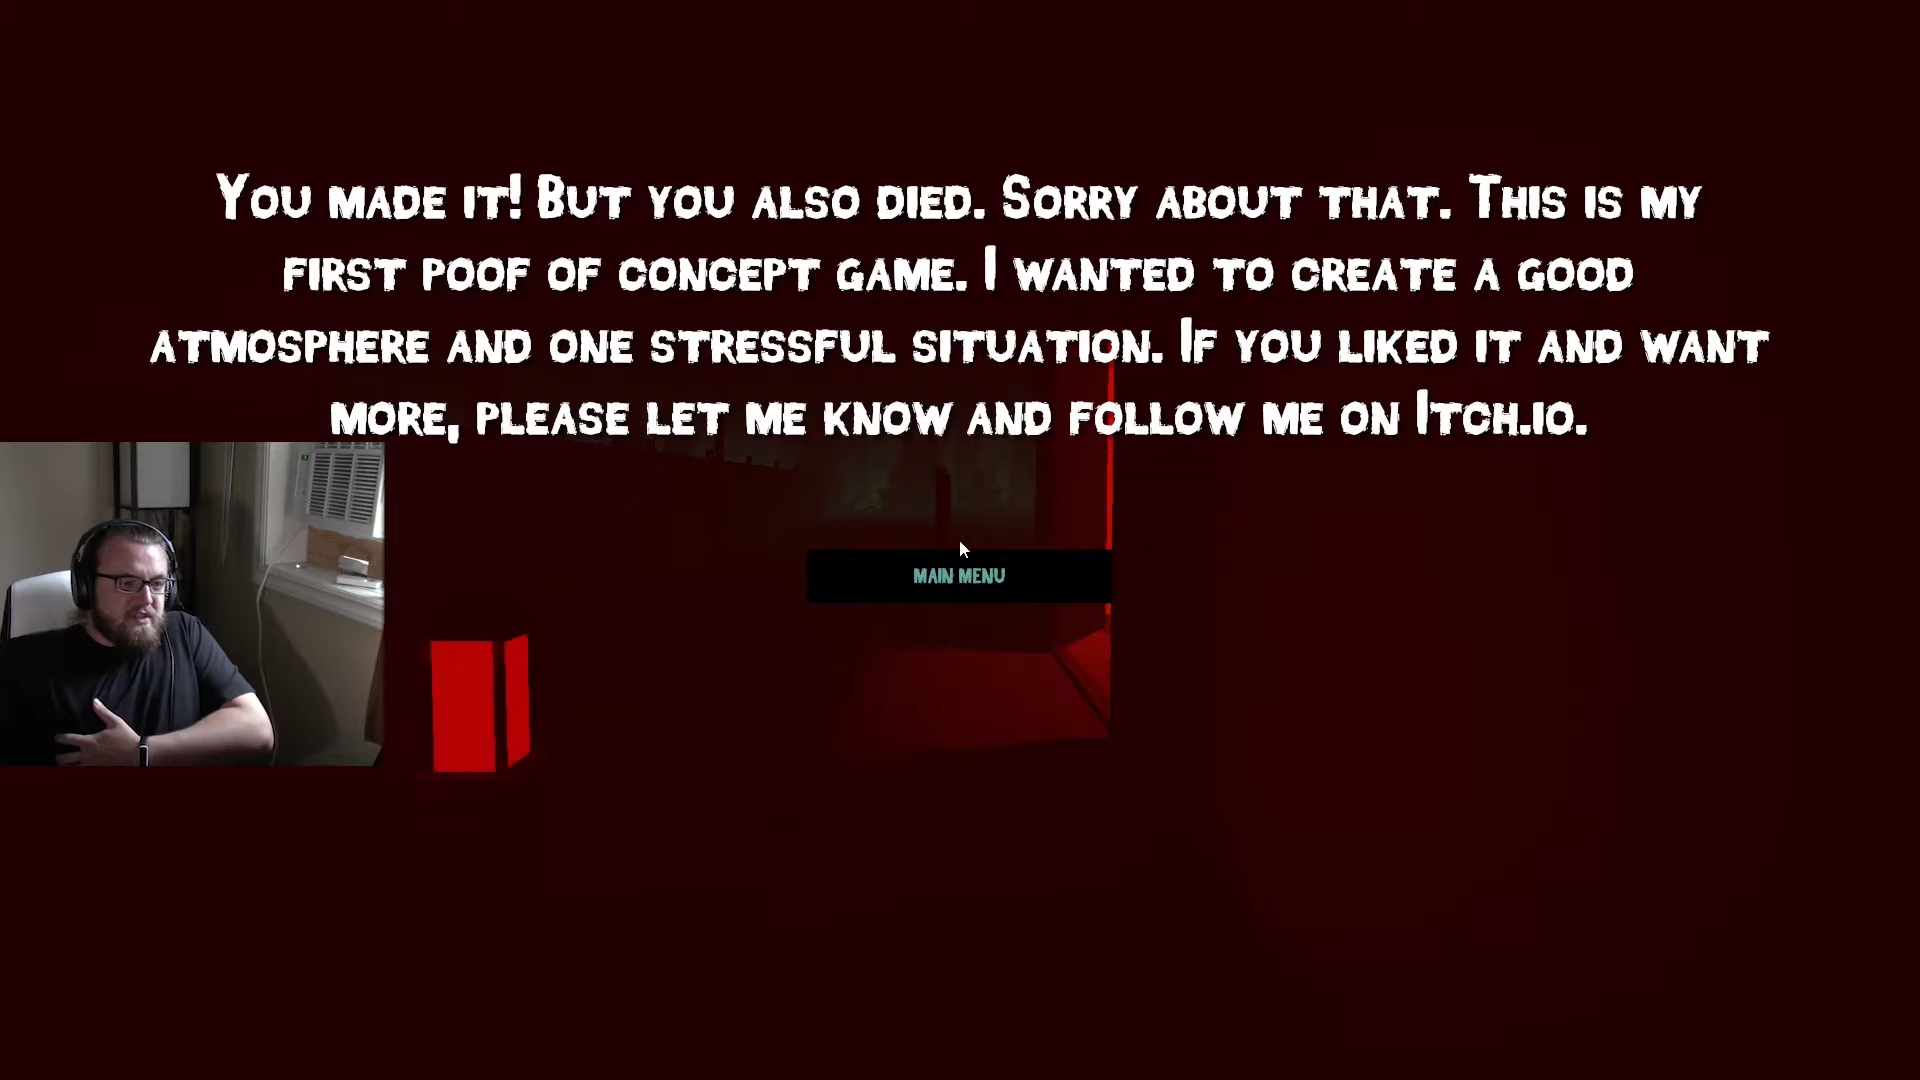 You made it! But you also died. Sorry about that. This is my
first poof of concept game. I wanted to create a good
atmosphere and one stressful situation. If you liked it and want
more, please let me know and follow me on Itch.io.
MAIN MENU